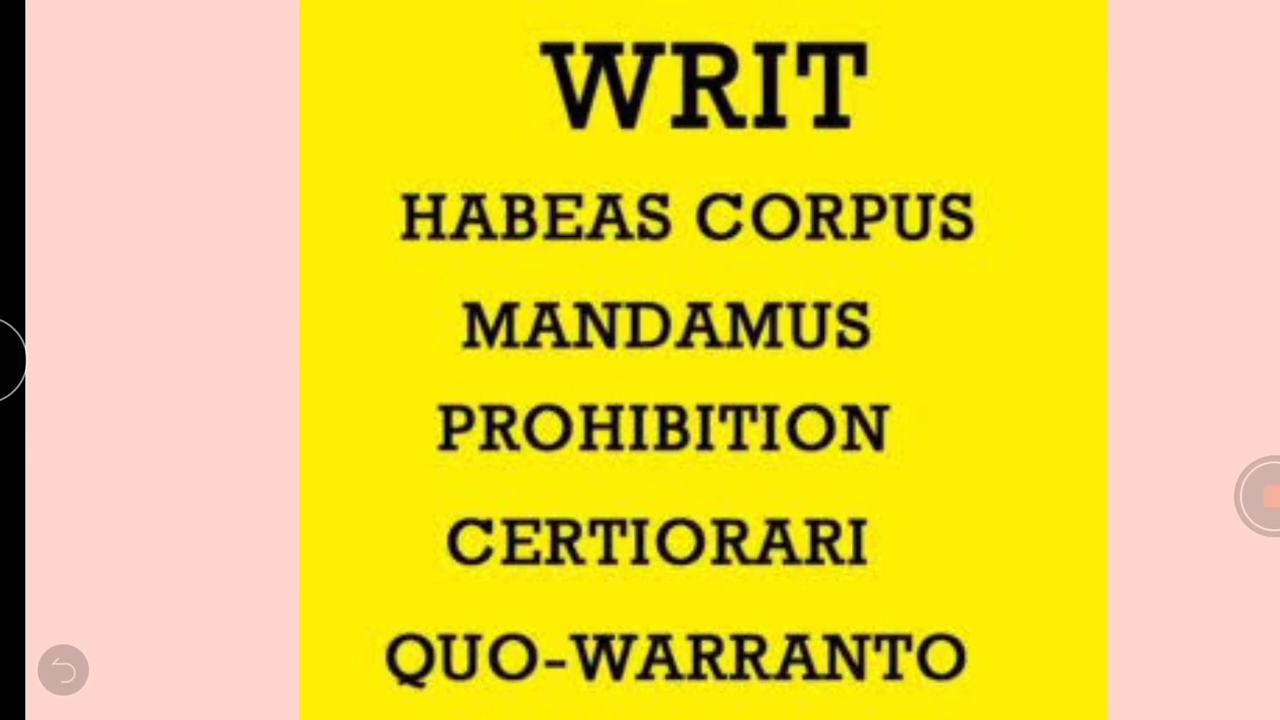 WRIT
HABEAS CORPUS
MANDAMUS
PROHIBITION
CERTIORARI
QUO-WARRANTO